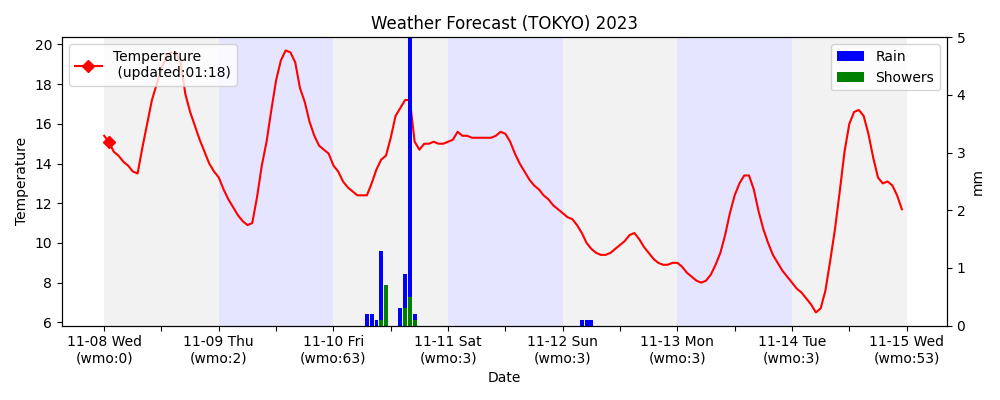 Weather Forecast (TOKYO) 2023
Temperature
(updated:01:18)
Rain
Showers
20
18
16
14
12
10
8
6
Temperature
5
4
3
2
1
0
mm
11-08 Wed
(wmo:0)
11-09 Thu
(wmo:2)
11-10 Fri
(wmo:63)
11-11 Sat
(wmo:3)
11-12 Sun
(wmo:3)
11-13 Mon
(wmo:3)
11-14 Tue
(wmo:3)
11-15 Wed
(wmo:53)
Date